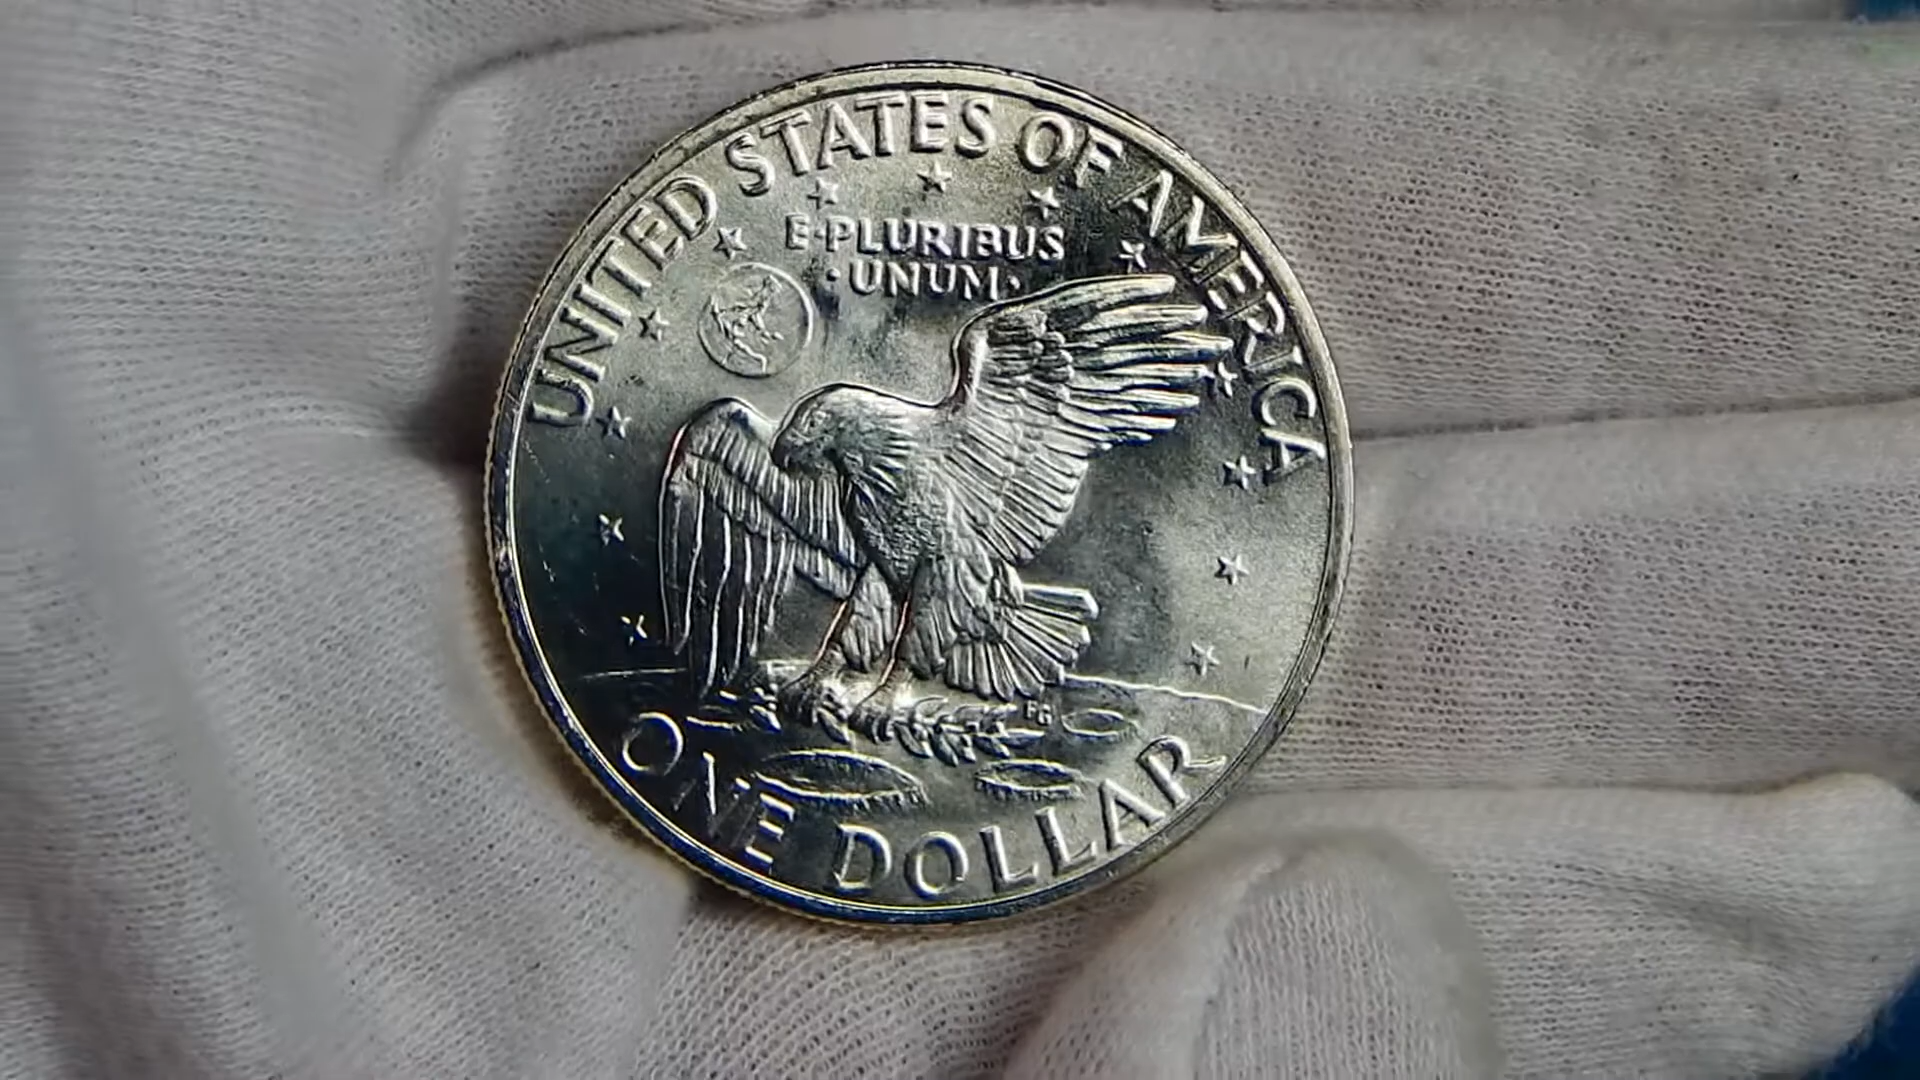 UNITED STATES OF AMERICA
E·PLURIBUS
·UNUM·
FG
ONE DOLLAR